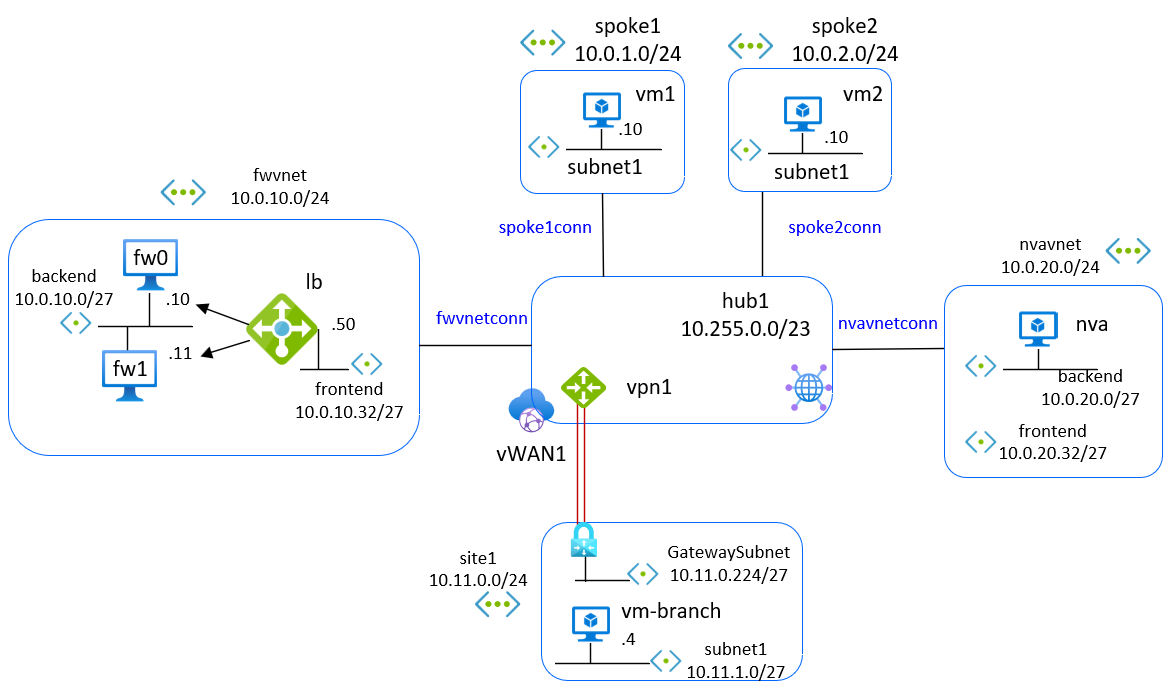 spoke1
10.0.1.0/24
spoke2
10.0.2.0/24
vm1
.10
subnet1
vm2
.10
subnet1
fwvnet
10.0.10.0/24
spoke1conn
spoke2conn
nvavnet
10.0.20.0/24
fw0
backend
10.0.10.0/27
.10
lb
.50
fw1
.11
frontend
10.0.10.32/27
fwvnetconn
hub1
10.255.0.0/23
nvavnetconn
vpn1
vWAN1
nva
backend
10.0.20.0/27
frontend
10.0.20.32/27
site1
10.11.0.0/24
GatewaySubnet
10.11.0.224/27
vm-branch
.4
subnet1
10.11.1.0/27